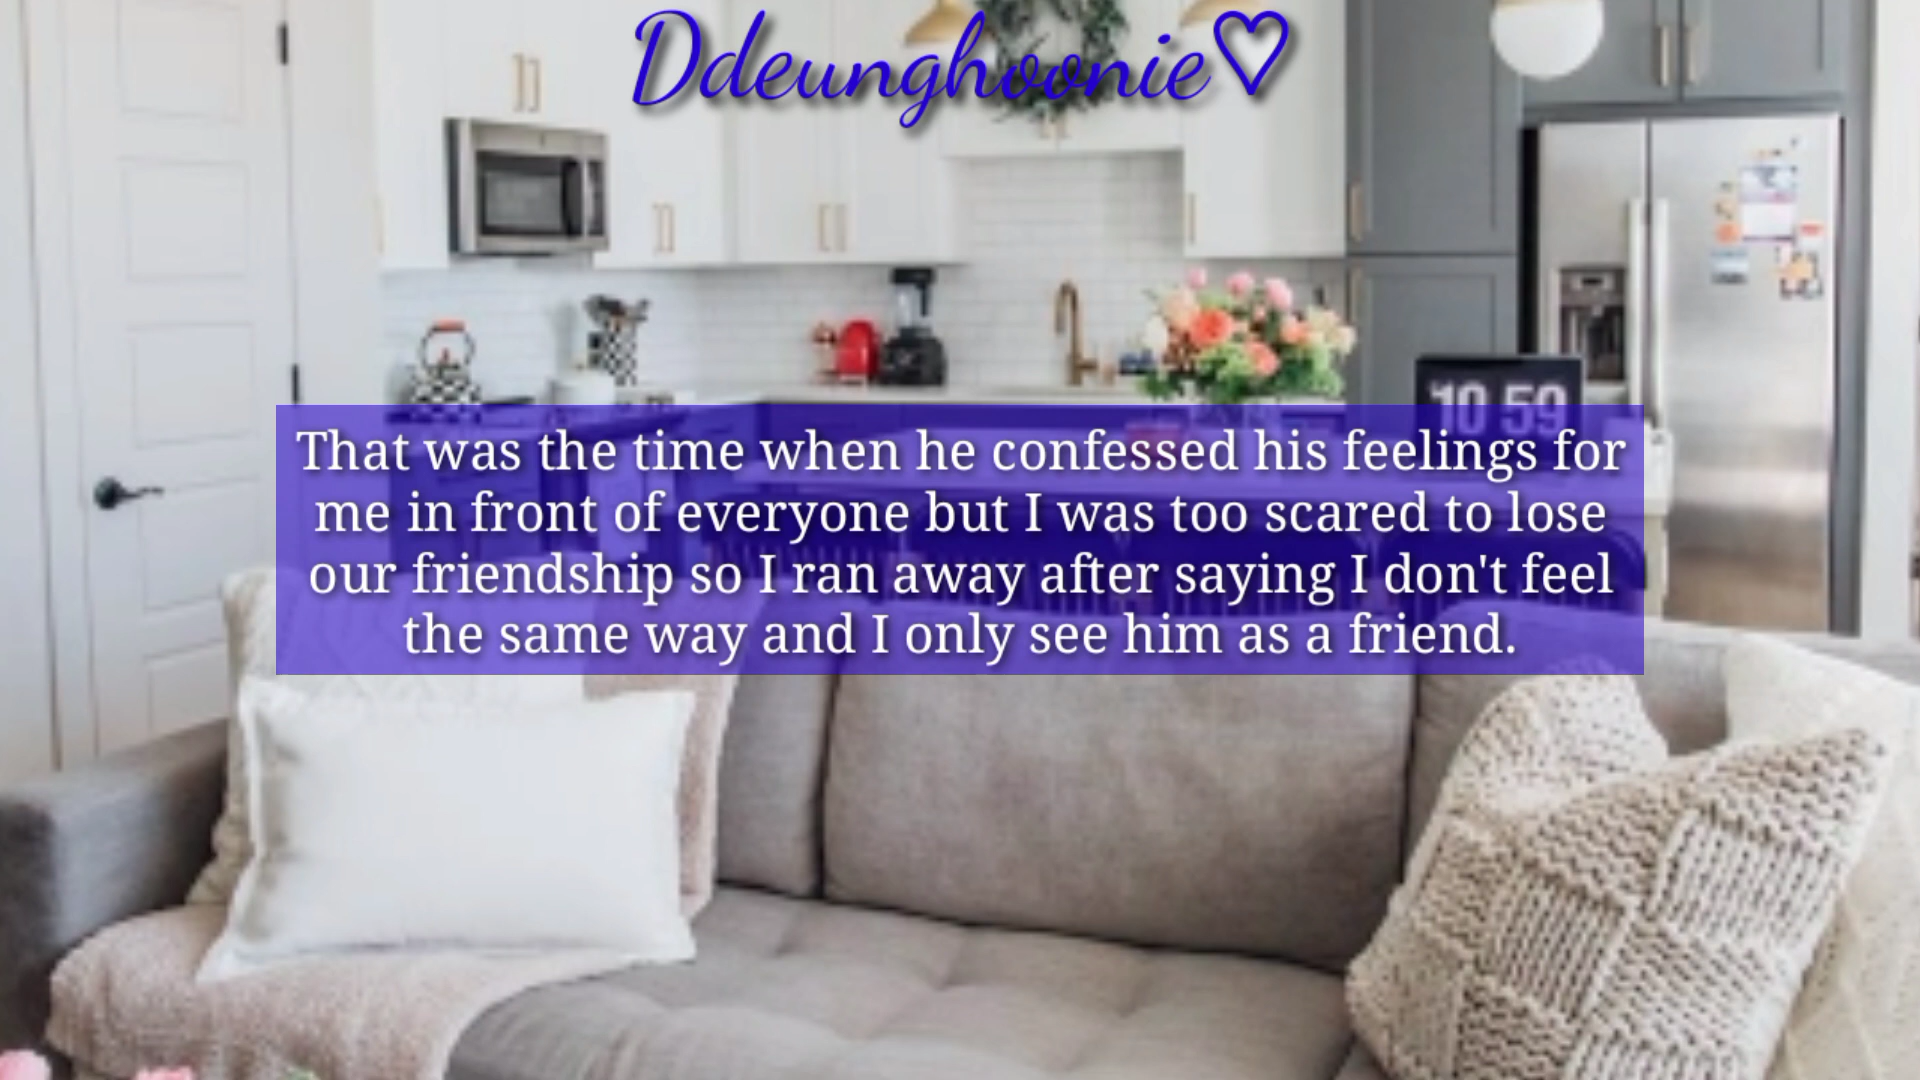 Ddeunghoonie♡
10 59
That was the time when he confessed his feelings for
me in front of everyone but I was too scared to lose
our friendship so I ran away after saying I don't feel
the same way and I only see him as a friend.